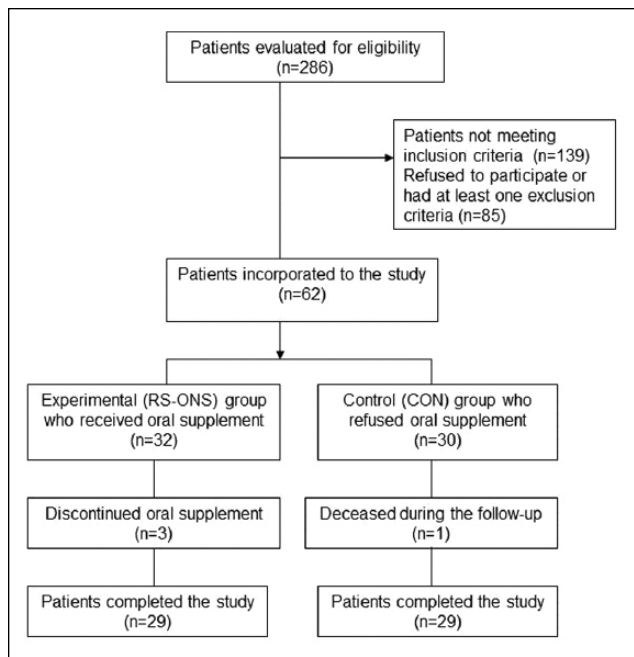 Patients evaluated for eligibility
(n=286)
Patients not meeting
inclusion criteria (n=139)
Refused to participate or
had at least one exclusion
criteria (n=85)
Patients incorporated to the study
(n=62)
Experimental (RS-ONS) group
who received oral supplement
(n=32)
Control (CON) group who
refused oral supplement
(n=30)
Discontinued oral supplement
(n=3)
Deceased during the follow-up
(n=1)
Patients completed the study
(n=29)
Patients completed the study
(n=29)